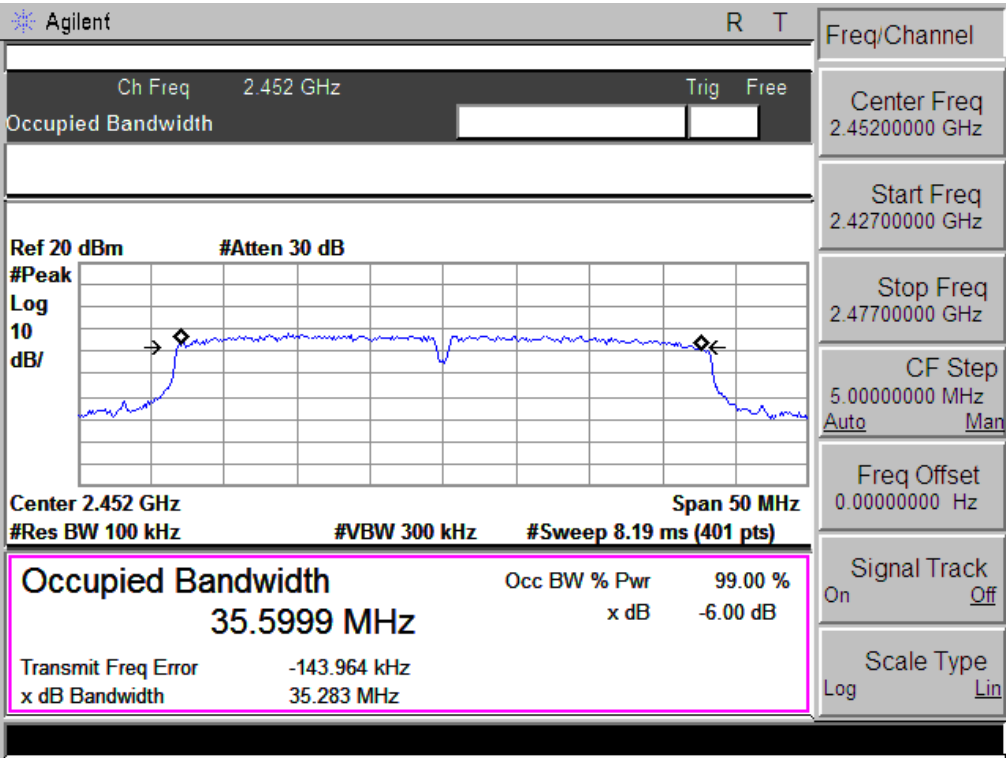 Agilent R T
Ch Freq 2.452 GHz Trig Free
Occupied Bandwidth
Ref 20 dBm #Atten 30 dB
#Peak
Log
10
dB/
Center 2.452 GHz Span 50 MHz
#Res BW 100 kHz #VBW 300 kHz #Sweep 8.19 ms (401 pts)
Occupied Bandwidth Occ BW % Pwr 99.00 %
35.5999 MHz x dB -6.00 dB
Transmit Freq Error -143.964 kHz
x dB Bandwidth 35.283 MHz
Freq/Channel
Center Freq
2.45200000 GHz
Start Freq
2.42700000 GHz
Stop Freq
2.47700000 GHz
CF Step
5.00000000 MHz
Auto Man
Freq Offset
0.00000000 Hz
Signal Track
On Off
Scale Type
Log Lin